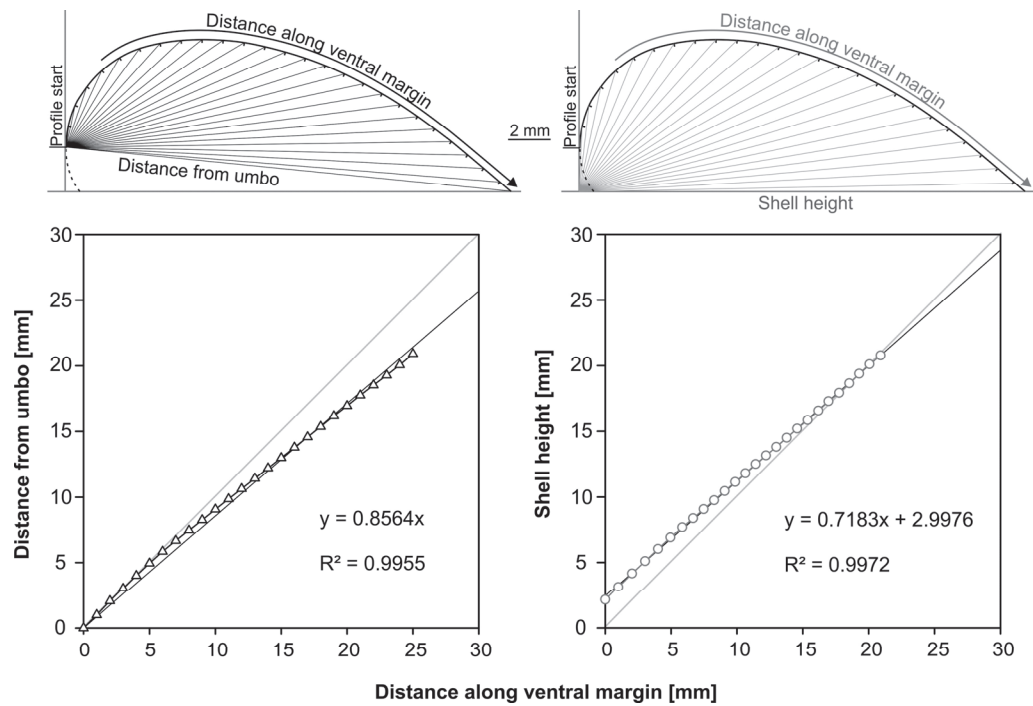 Distance along ventral margin
Profile start
Distance from umbo
2 mm
Distance along ventral margin
Profile start
Shell height
Distance from umbo [mm]
30
25
20
15
10
5
0
0 5 10 15 20 25 30
y = 0.8564x
R² = 0.9955
Shell height [mm]
30
25
20
15
10
5
0
0 5 10 15 20 25 30
y = 0.7183x + 2.9976
R² = 0.9972
Distance along ventral margin [mm]